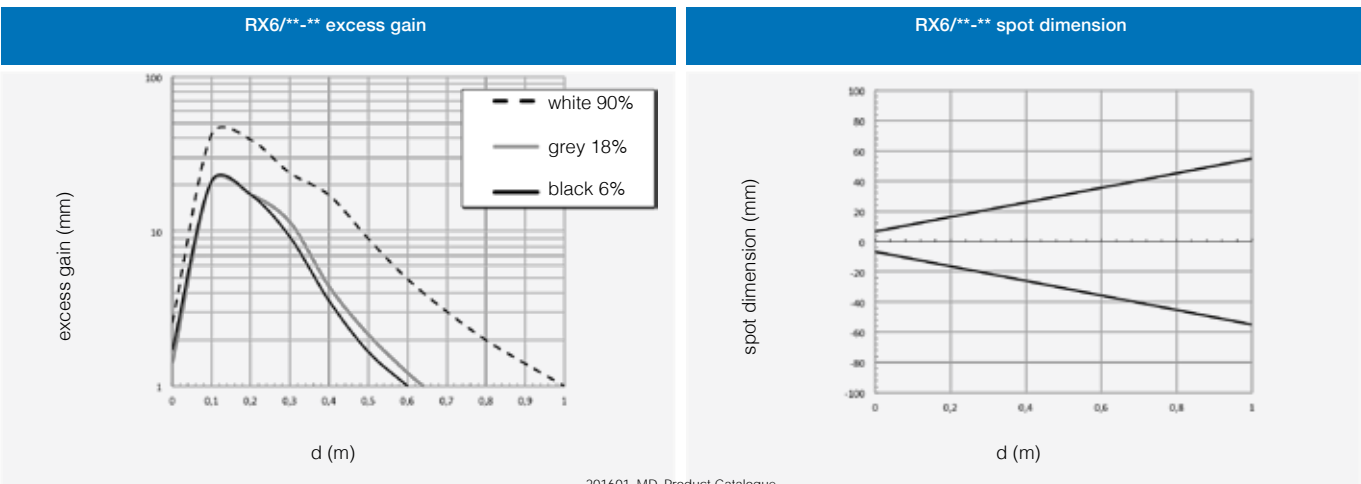 RX6/**-** excess gain
excess gain (mm)
100
10
1
white 90%
grey 18%
black 6%
0 0,1 0,2 0,3 0,4 0,5 0,6 0,7 0,8 0,9 1
d (m)
RX6/**-** spot dimension
spot dimension (mm)
100
80
60
40
20
0
-20
-40
-60
-80
-100
0 0,2 0,4 0,6 0,8 1
d (m)
201601_MD_Product Catalogue